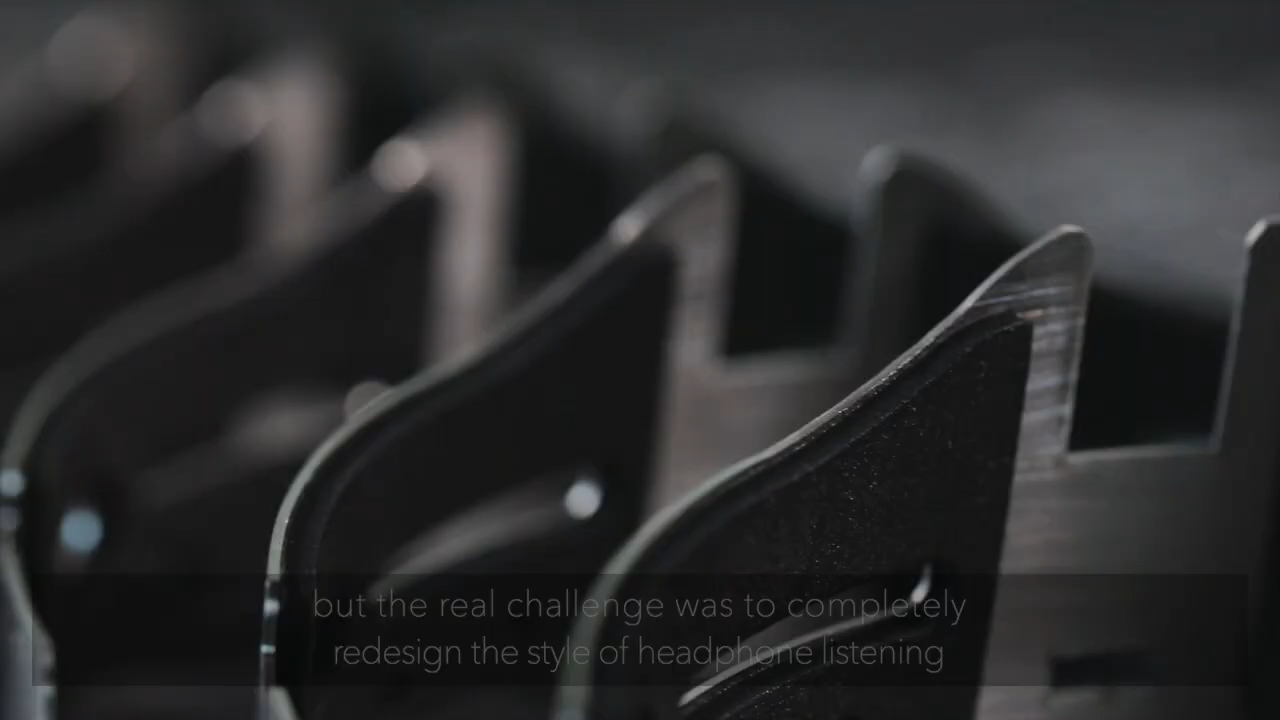 but the real challenge was to completely
redesign the style of headphone listening